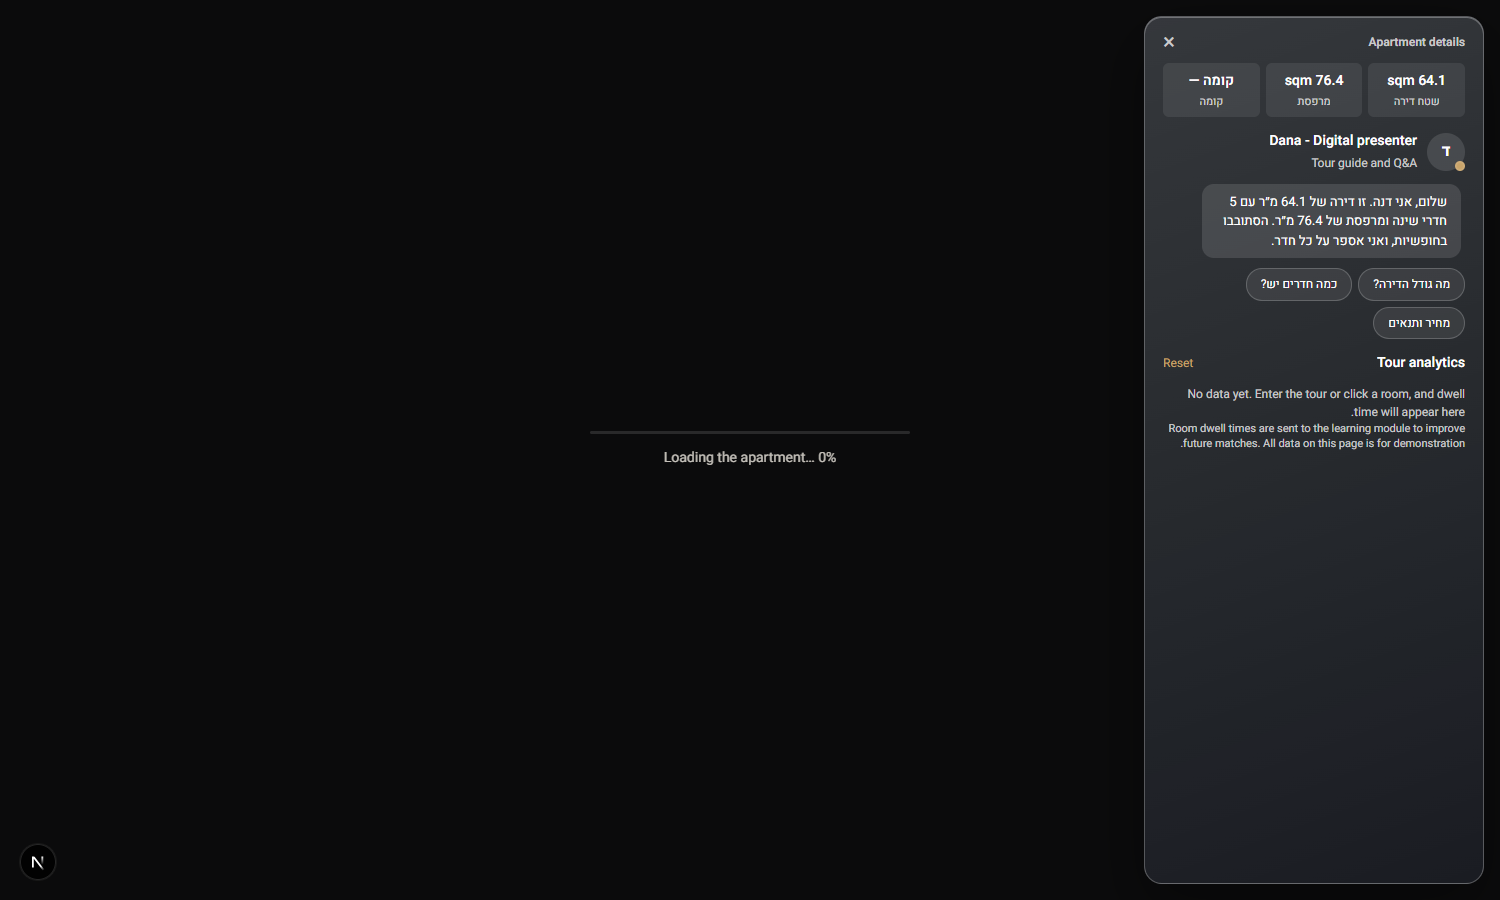 Apartment details
✕
64.1 sqm
שטח דירה
76.4 sqm
מרפסת
קומה –
קומה
ד
Dana - Digital presenter
Tour guide and Q&A
שלום, אני דנה. זו דירה של 64.1 מ״ר עם 5
חדרי שינה ומרפסת של 76.4 מ״ר. הסתובבו
בחופשיות, ואני אספר על כל חדר.
מה גודל הדירה?
כמה חדרים יש?
מחיר ותנאים
Tour analytics
Reset
No data yet. Enter the tour or click a room, and dwell
time will appear here.
Room dwell times are sent to the learning module to improve
future matches. All data on this page is for demonstration.
Loading the apartment... 0%
N